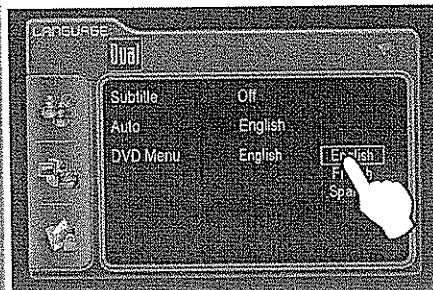 LANGUAGE
Dual
Subtitle Off
Auto English
DVD Menu English English